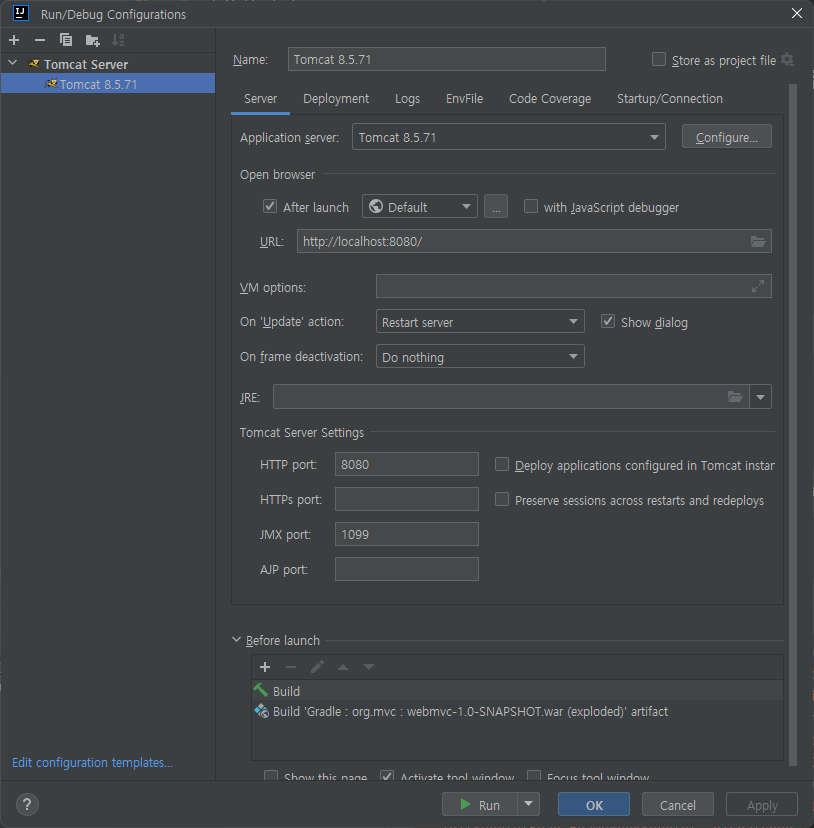 Run/Debug Configurations
Tomcat Server
Tomcat 8.5.71
Name: Tomcat 8.5.71 Store as project file
Server Deployment Logs EnvFile Code Coverage Startup/Connection
Application server: Tomcat 8.5.71 Configure...
Open browser
After launch Default ... with JavaScript debugger
URL: http://localhost:8080/
VM options:
On 'Update' action: Restart server Show dialog
On frame deactivation: Do nothing
JRE:
Tomcat Server Settings
HTTP port: 8080 Deploy applications configured in Tomcat instar
HTTPs port: Preserve sessions across restarts and redeploys
JMX port: 1099
AJP port:
Before launch
Build
Build 'Gradle : org.mvc : webmvc-1.0-SNAPSHOT.war (exploded)' artifact
Show this page Activate tool window Focus tool window
Edit configuration templates...
? Run OK Cancel Apply